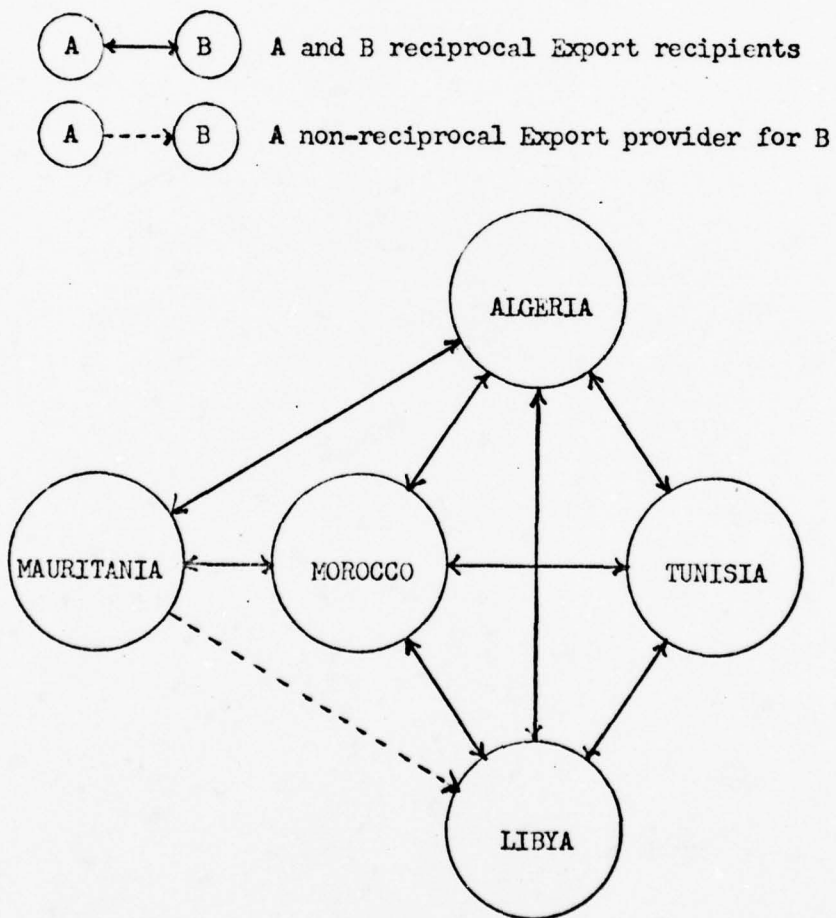 A B A and B reciprocal Export recipients
A B A non-reciprocal Export provider for B
ALGERIA
MAURITANIA MOROCCO TUNISIA
LIBYA